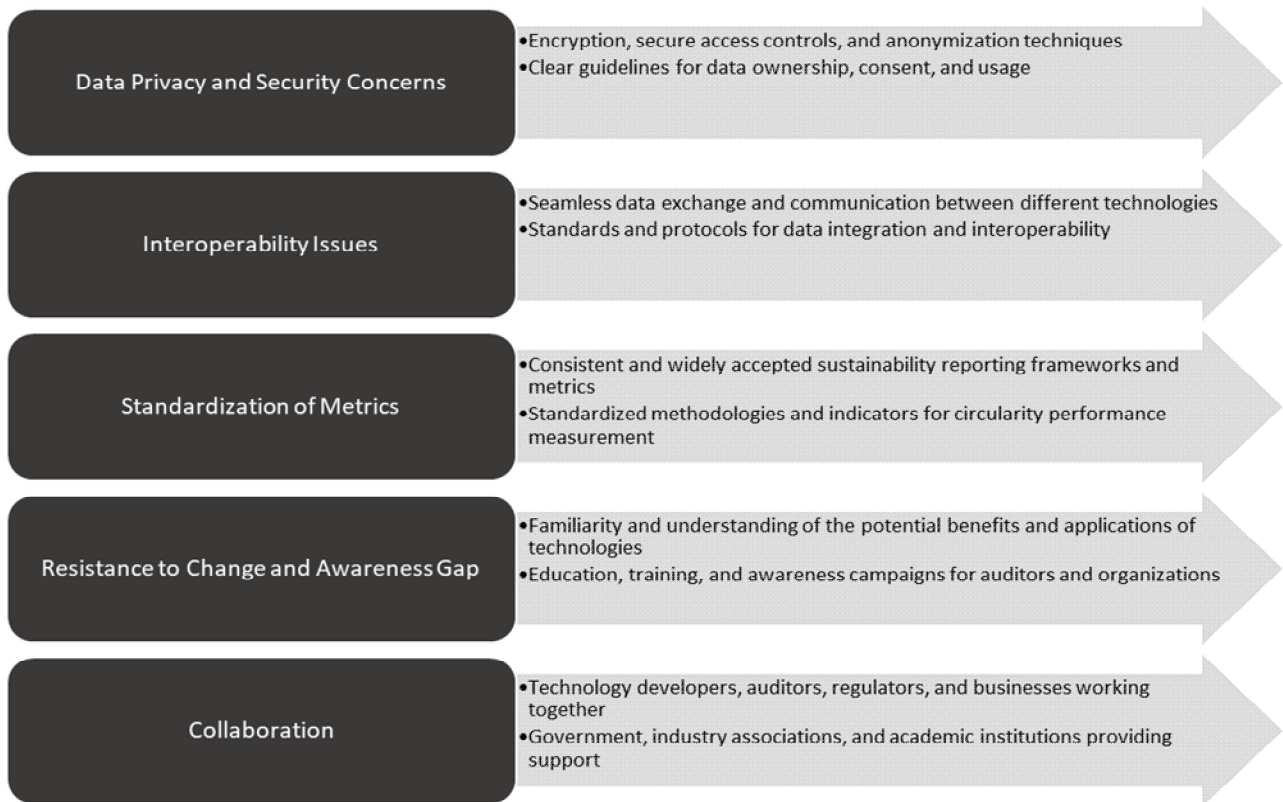 Data Privacy and Security Concerns
•Encryption, secure access controls, and anonymization techniques
•Clear guidelines for data ownership, consent, and usage
Interoperability Issues
•Seamless data exchange and communication between different technologies
•Standards and protocols for data integration and interoperability
Standardization of Metrics
•Consistent and widely accepted sustainability reporting frameworks and
metrics
•Standardized methodologies and indicators for circularity performance
measurement
Resistance to Change and Awareness Gap
•Familiarity and understanding of the potential benefits and applications of
technologies
•Education, training, and awareness campaigns for auditors and organizations
Collaboration
•Technology developers, auditors, regulators, and businesses working
together
•Government, industry associations, and academic institutions providing
support